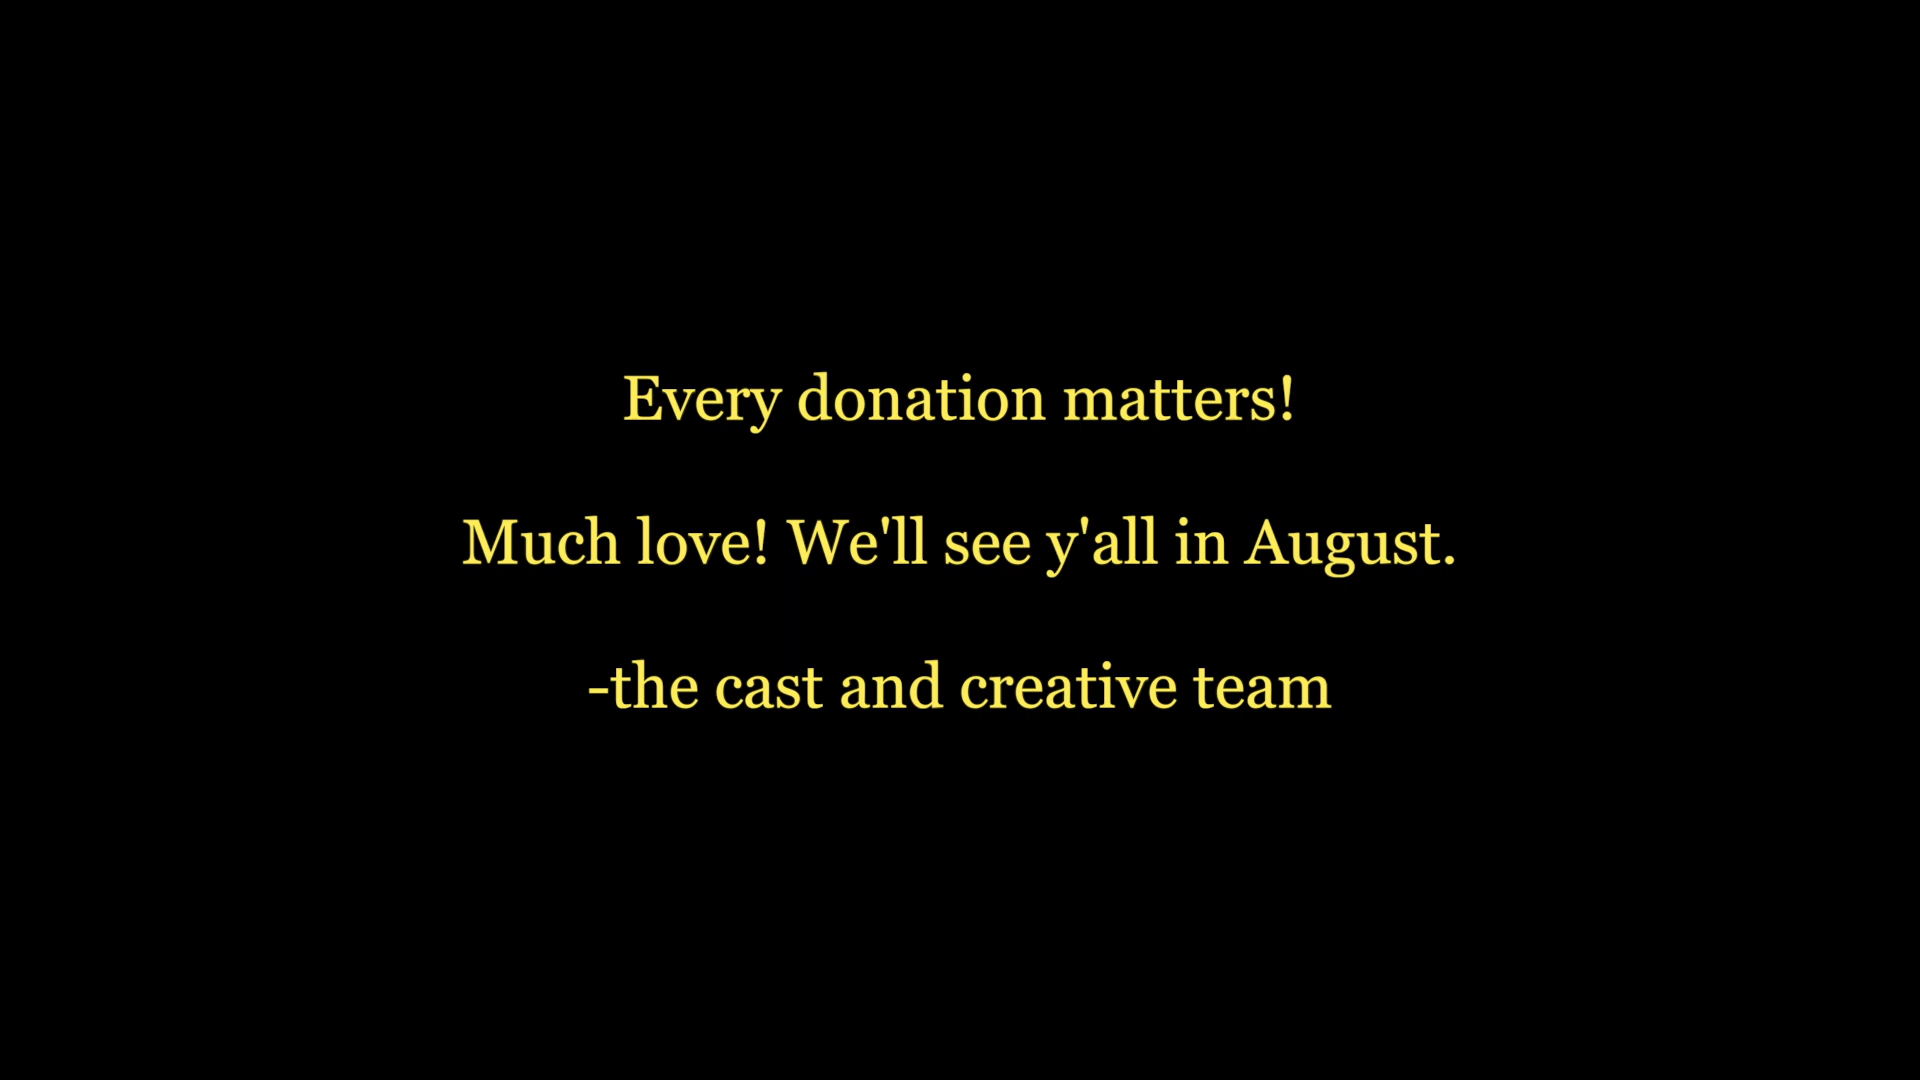 Every donation matters!
Much love! We'll see y'all in August.
-the cast and creative team